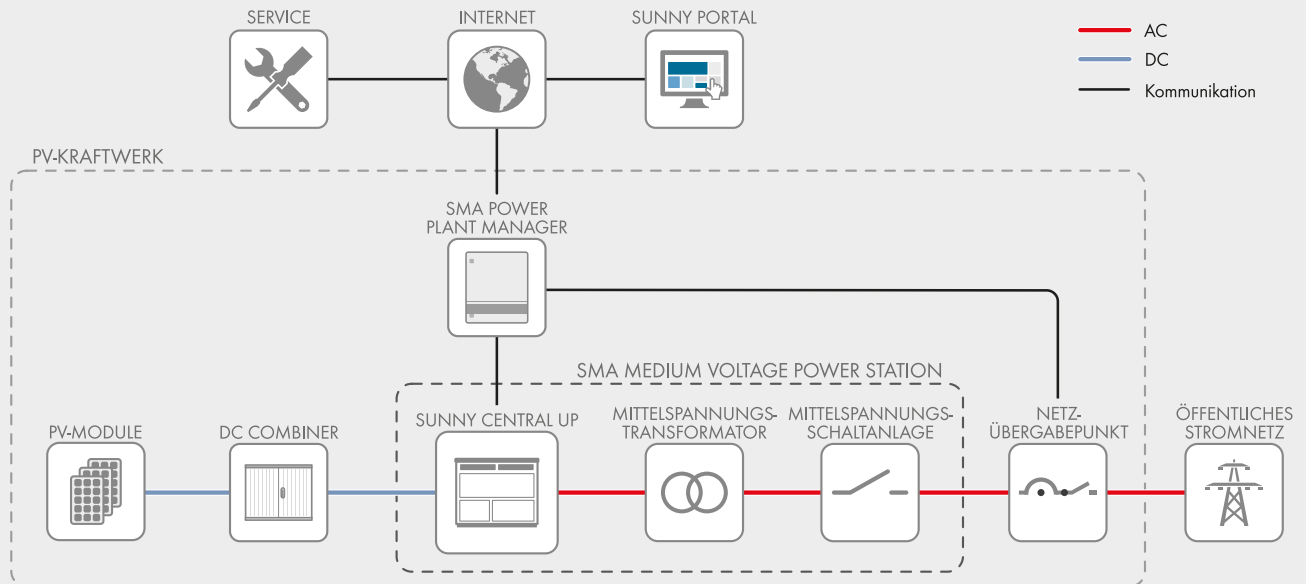 SERVICE
INTERNET
SUNNY PORTAL
AC
DC
Kommunikation
PV-KRAFTWERK
SMA POWER
PLANT MANAGER
SMA MEDIUM VOLTAGE POWER STATION
PV-MODULE
DC COMBINER
SUNNY CENTRAL UP
MITTELSPANNUNGS-
TRANSFORMATOR
MITTELSPANNUNGS-
SCHALTANLAGE
NETZ-
ÜBERGABEPUNKT
ÖFFENTLICHES
STROMNETZ